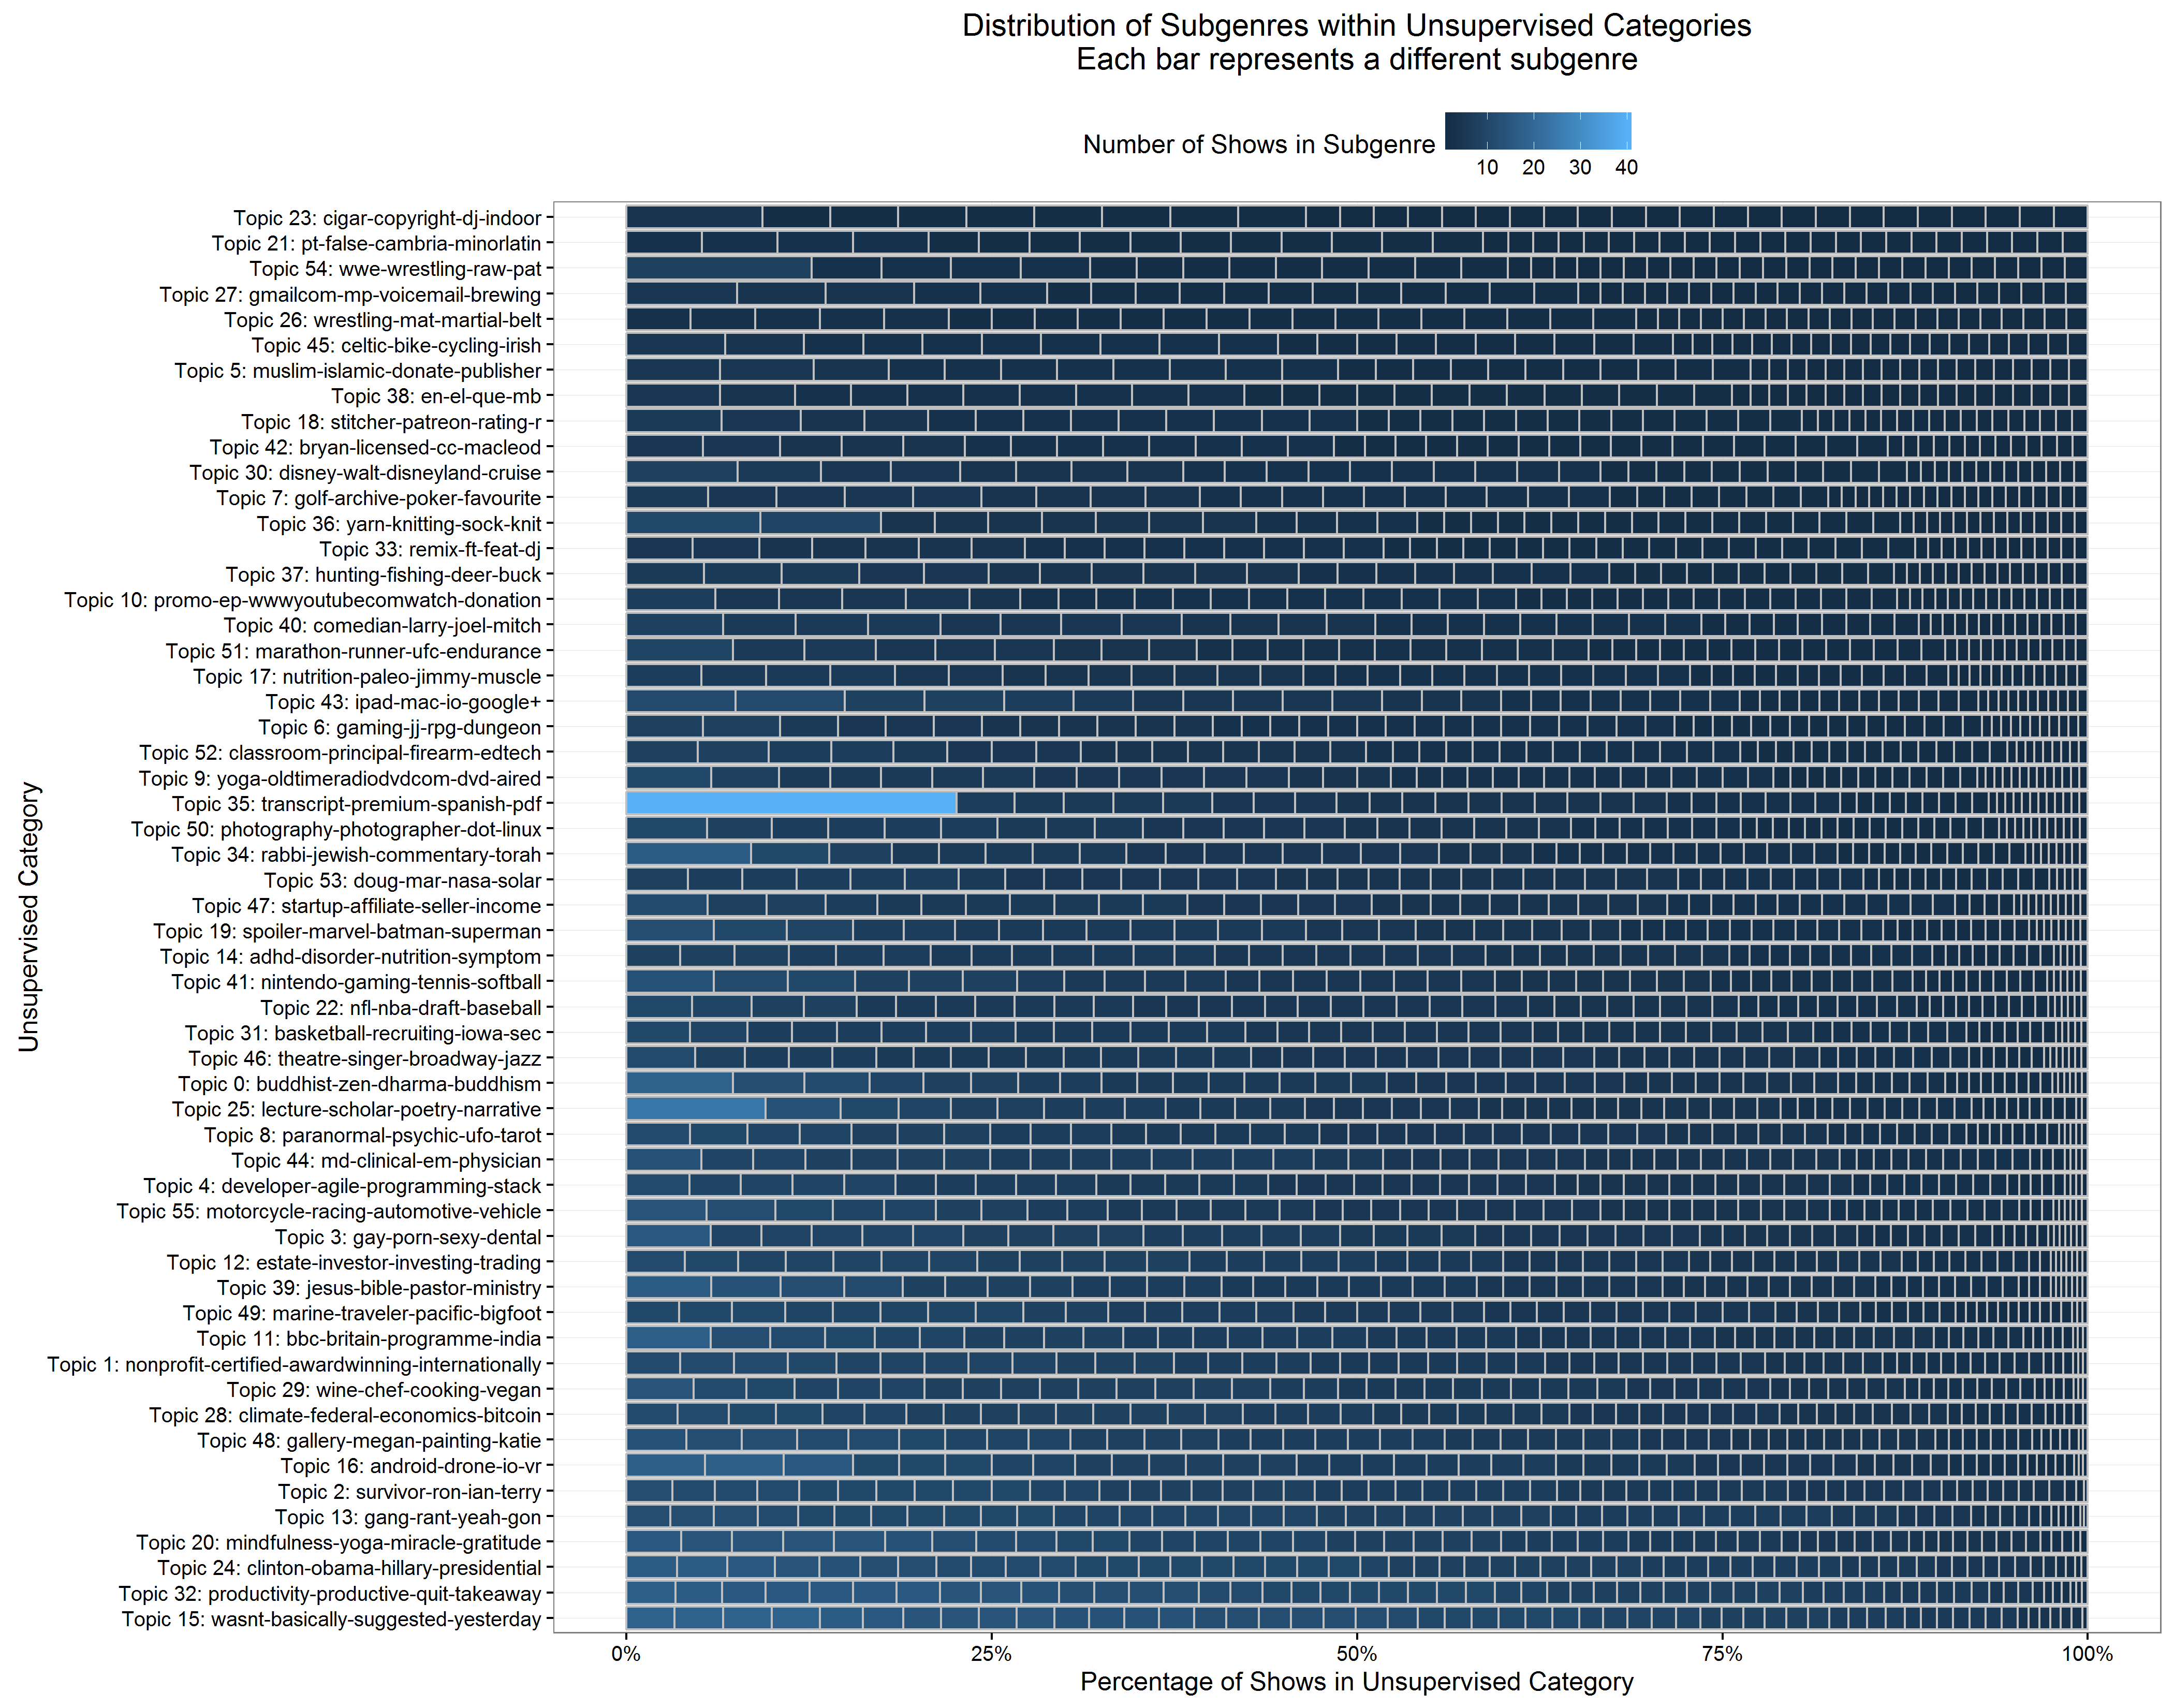 Distribution of Subgenres within Unsupervised Categories
Each bar represents a different subgenre
Number of Shows in Subgenre
10 20 30 40
Unsupervised Category
Topic 23: cigar-copyright-dj-indoor
Topic 21: pt-false-cambria-minorlatin
Topic 54: wwe-wrestling-raw-pat
Topic 27: gmailcom-mp-voicemail-brewing
Topic 26: wrestling-mat-martial-belt
Topic 45: celtic-bike-cycling-irish
Topic 5: muslim-islamic-donate-publisher
Topic 38: en-el-que-mb
Topic 18: stitcher-patreon-rating-r
Topic 42: bryan-licensed-cc-macleod
Topic 30: disney-walt-disneyland-cruise
Topic 7: golf-archive-poker-favourite
Topic 36: yarn-knitting-sock-knit
Topic 33: remix-ft-feat-dj
Topic 37: hunting-fishing-deer-buck
Topic 10: promo-ep-wwwyoutubecomwatch-donation
Topic 40: comedian-larry-joel-mitch
Topic 51: marathon-runner-ufc-endurance
Topic 17: nutrition-paleo-jimmy-muscle
Topic 43: ipad-mac-io-google+
Topic 6: gaming-jj-rpg-dungeon
Topic 52: classroom-principal-firearm-edtech
Topic 9: yoga-oldtimeradiodvdcom-dvd-aired
Topic 35: transcript-premium-spanish-pdf
Topic 50: photography-photographer-dot-linux
Topic 34: rabbi-jewish-commentary-torah
Topic 53: doug-mar-nasa-solar
Topic 47: startup-affiliate-seller-income
Topic 19: spoiler-marvel-batman-superman
Topic 14: adhd-disorder-nutrition-symptom
Topic 41: nintendo-gaming-tennis-softball
Topic 22: nfl-nba-draft-baseball
Topic 31: basketball-recruiting-iowa-sec
Topic 46: theatre-singer-broadway-jazz
Topic 0: buddhist-zen-dharma-buddhism
Topic 25: lecture-scholar-poetry-narrative
Topic 8: paranormal-psychic-ufo-tarot
Topic 44: md-clinical-em-physician
Topic 4: developer-agile-programming-stack
Topic 55: motorcycle-racing-automotive-vehicle
Topic 3: gay-porn-sexy-dental
Topic 12: estate-investor-investing-trading
Topic 39: jesus-bible-pastor-ministry
Topic 49: marine-traveler-pacific-bigfoot
Topic 11: bbc-britain-programme-india
Topic 1: nonprofit-certified-awardwinning-internationally
Topic 29: wine-chef-cooking-vegan
Topic 28: climate-federal-economics-bitcoin
Topic 48: gallery-megan-painting-katie
Topic 16: android-drone-io-vr
Topic 2: survivor-ron-ian-terry
Topic 13: gang-rant-yeah-gon
Topic 20: mindfulness-yoga-miracle-gratitude
Topic 24: clinton-obama-hillary-presidential
Topic 32: productivity-productive-quit-takeaway
Topic 15: wasnt-basically-suggested-yesterday
0% 25% 50% 75% 100%
Percentage of Shows in Unsupervised Category